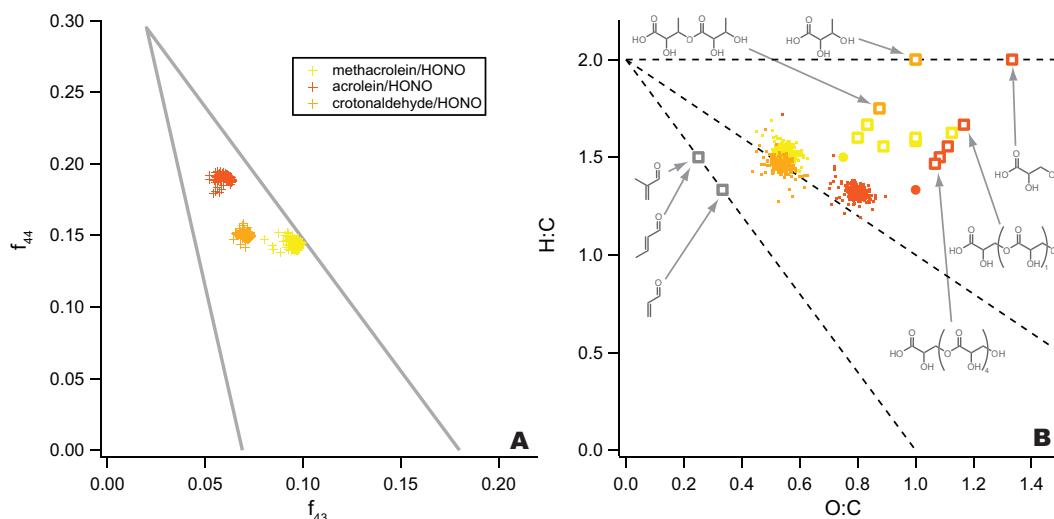 0.30
0.25
0.20
0.15
0.10
0.05
0.00
f44
methacrolein/HONO
acrolein/HONO
crotonaldehyde/HONO
A
0.00
0.05
0.10
0.15
0.20
f43
2.0
1.5
1.0
0.5
0.0
H:C
O O
HO O OH
OH OH
O
HO OH
OH
O
O
O
O
HO O
OH
O O
HO O O
OH OH 1
O O
HO O OH
OH OH 4
B
0.0 0.2 0.4 0.6 0.8 1.0 1.2 1.4
O:C